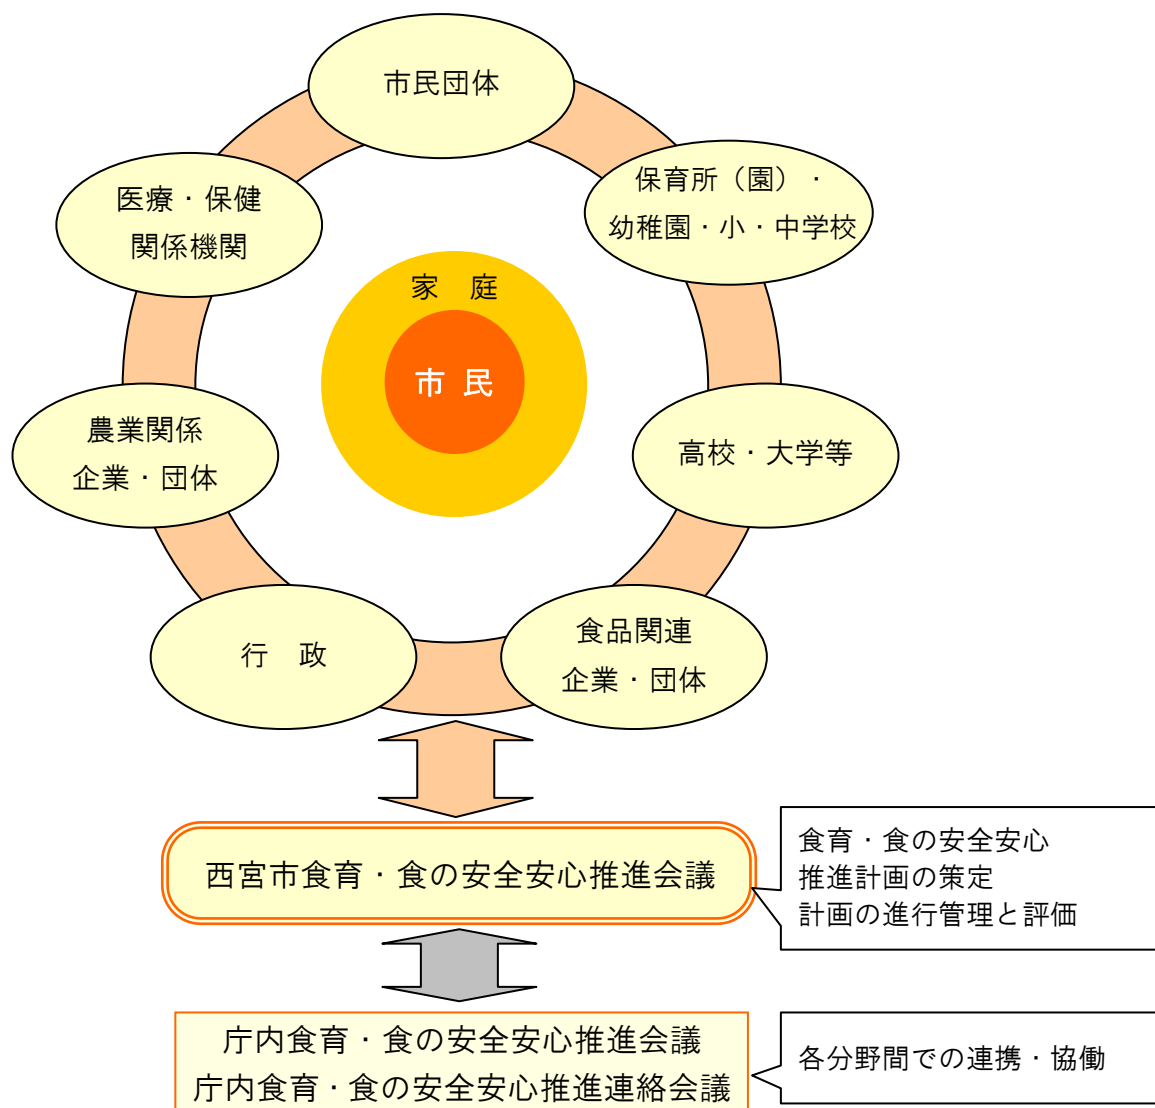 市民団体
保育所（園）・
幼稚園・小・中学校
医療・保健
関係機関
家　庭
市 民
農業関係
企業・団体
高校・大学等
行　政
食品関連
企業・団体
西宮市食育・食の安全安心推進会議
食育・食の安全安心
推進計画の策定
計画の進行管理と評価
庁内食育・食の安全安心推進会議
庁内食育・食の安全安心推進連絡会議
各分野間での連携・協働